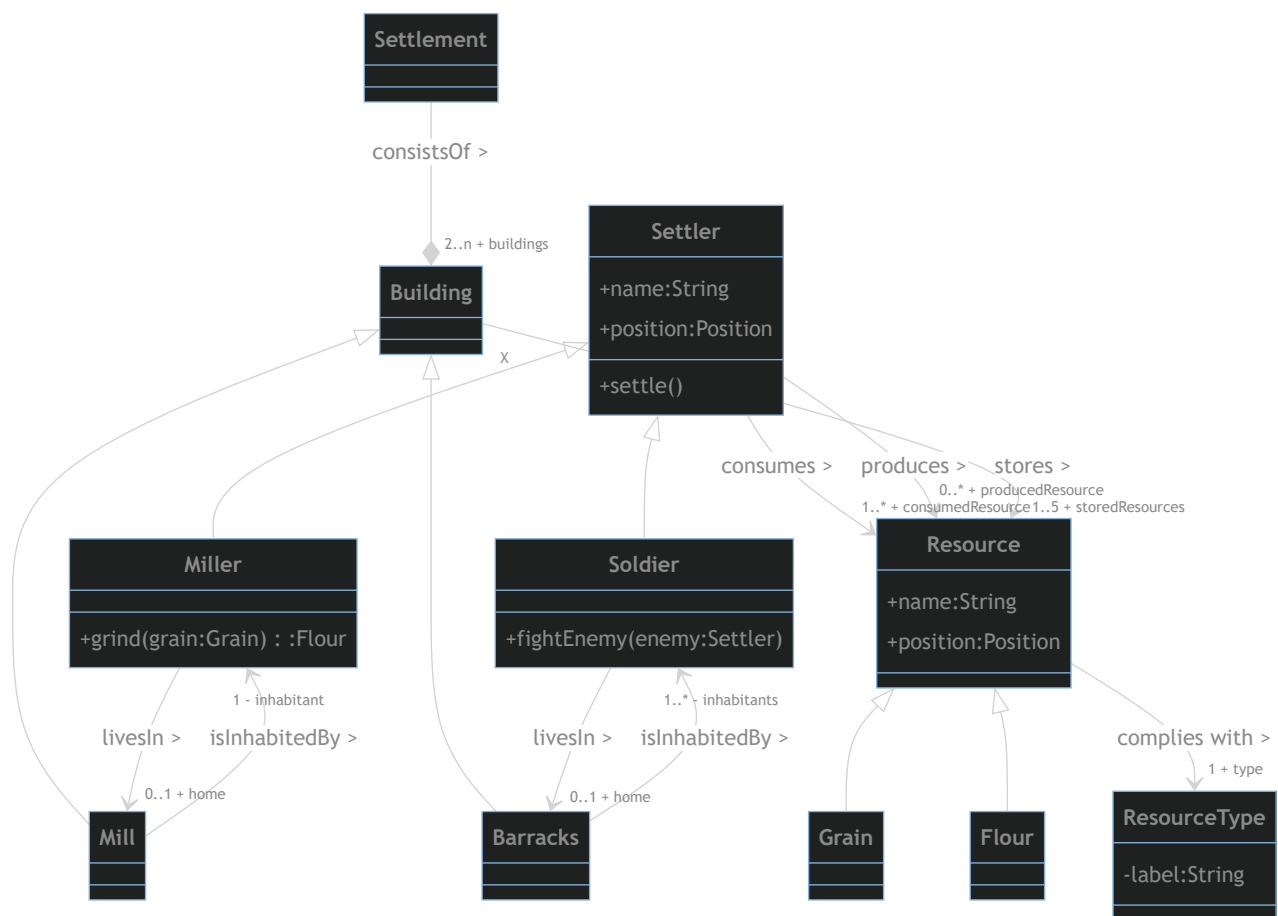 Settlement
consistsOf >
2..n + buildings
Building
X
Settler
+name:String
+position:Position
+settle()
consumes >
produces >
stores >
0..* + producedResource
1..* + consumedResource
1..5 + storedResources
Miller
+grind(grain:Grain) : :Flour
Soldier
+fightEnemy(enemy:Settler)
Resource
+name:String
+position:Position
1 - inhabitant
livesIn >
isInhabitedBy >
0..1 + home
1..* - inhabitants
livesIn >
isInhabitedBy >
0..1 + home
complies with >
1 + type
Mill
Barracks
Grain
Flour
ResourceType
-label:String